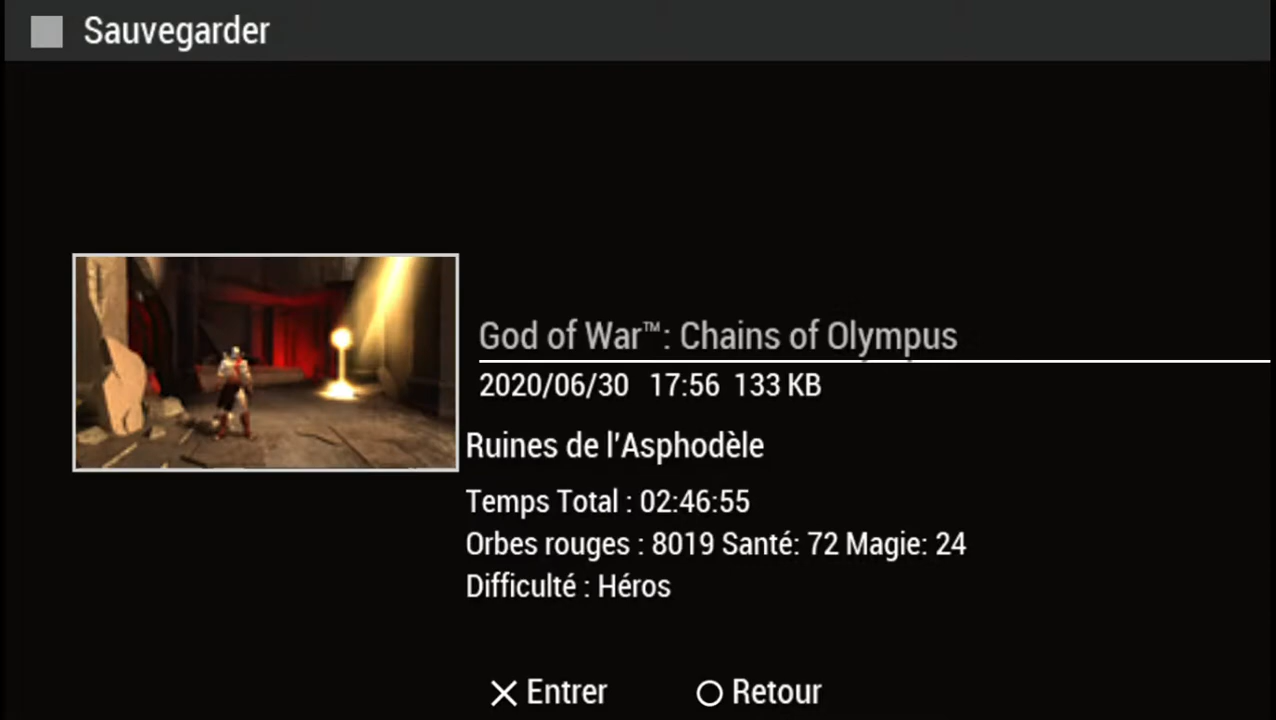 Sauvegarder
God of War™: Chains of Olympus
2020/06/30 17:56 133 KB
Ruines de l'Asphodèle
Temps Total : 02:46:55
Orbes rouges : 8019 Santé: 72 Magie: 24
Difficulté : Héros
Entrer Retour